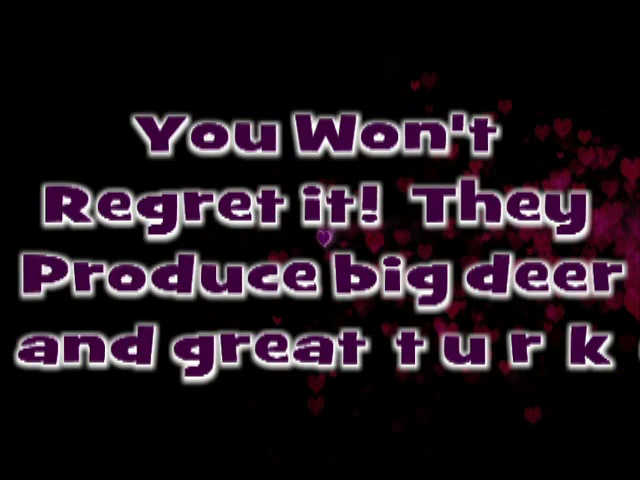 You Won't
Regret it! They
Produce big deer
and great t u r k